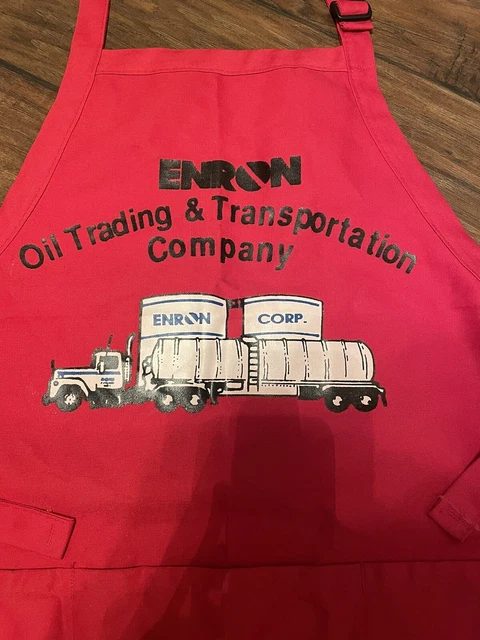 ENRON
Oil Trading & Transportation
Company
ENRON CORP.